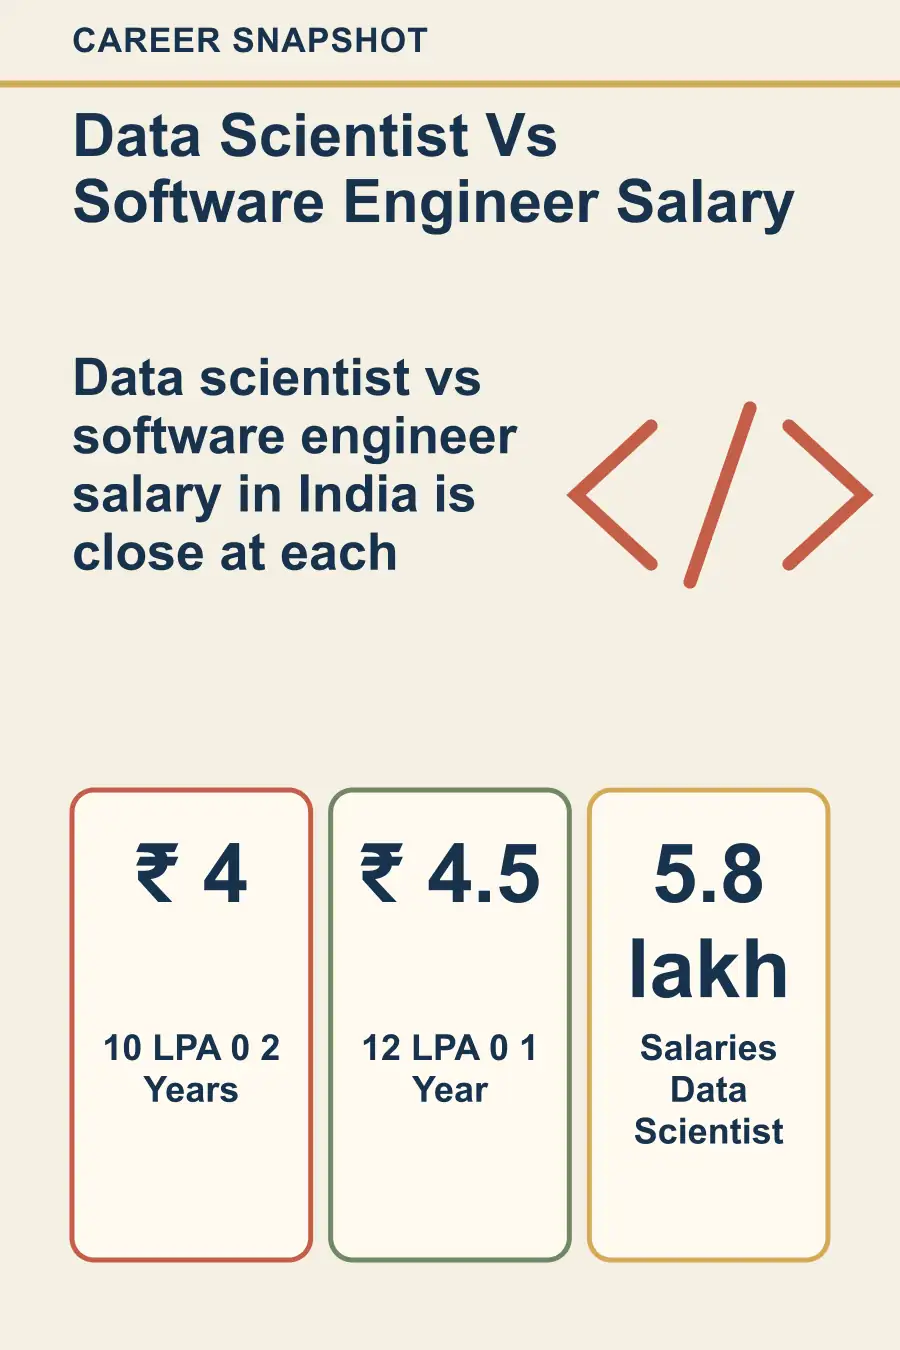 CAREER SNAPSHOT
Data Scientist Vs
Software Engineer Salary
Data scientist vs
software engineer
salary in India is
close at each
₹ 4
10 LPA 0 2
Years
₹ 4.5
12 LPA 0 1
Year
5.8
lakh
Salaries
Data
Scientist